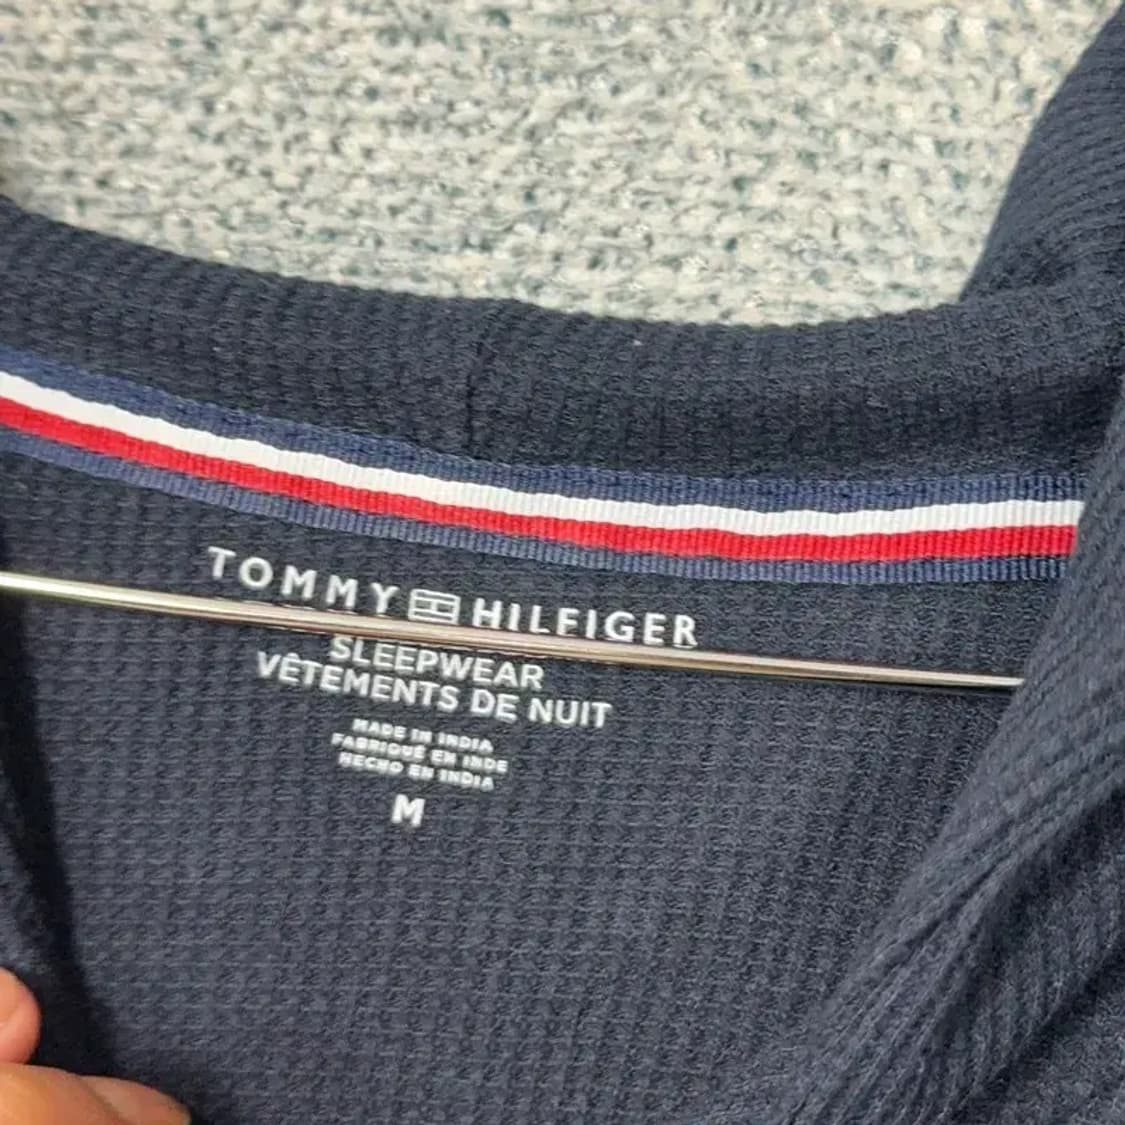 TOMMY HILFIGER
SLEEPWEAR
VÊTEMENTS DE NUIT
MADE IN INDIA
FABRIQUÉ EN INDE
HECHO EN INDIA
M